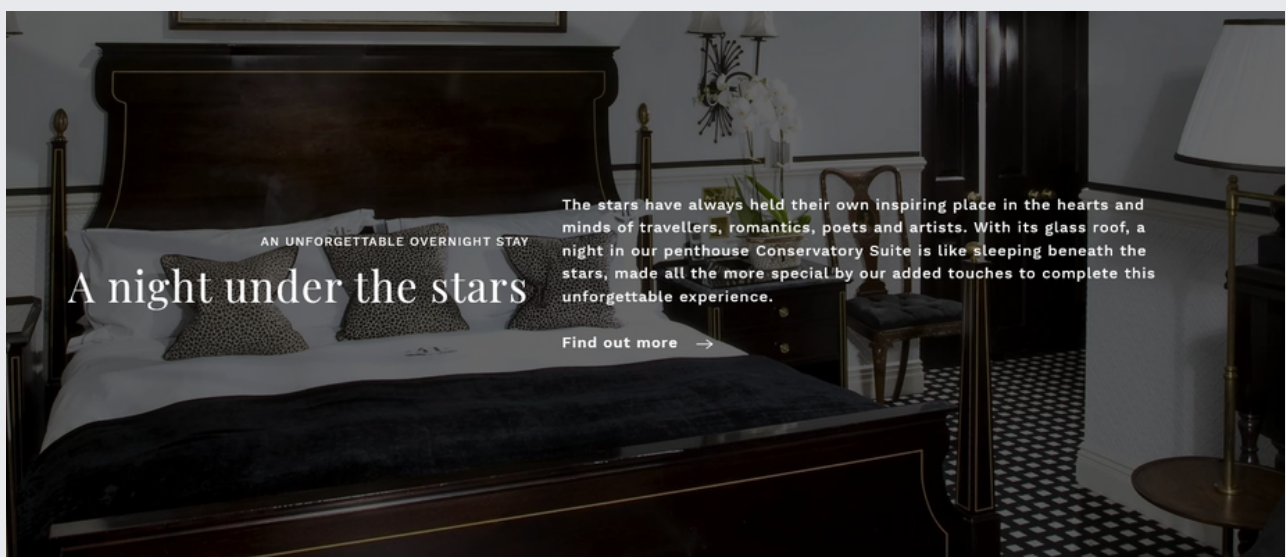 AN UNFORGETTABLE OVERNIGHT STAY
A night under the stars
The stars have always held their own inspiring place in the hearts and
minds of travellers, romantics, poets and artists. With its glass roof, a
night in our penthouse Conservatory Suite is like sleeping beneath the
stars, made all the more special by our added touches to complete this
unforgettable experience.
Find out more →